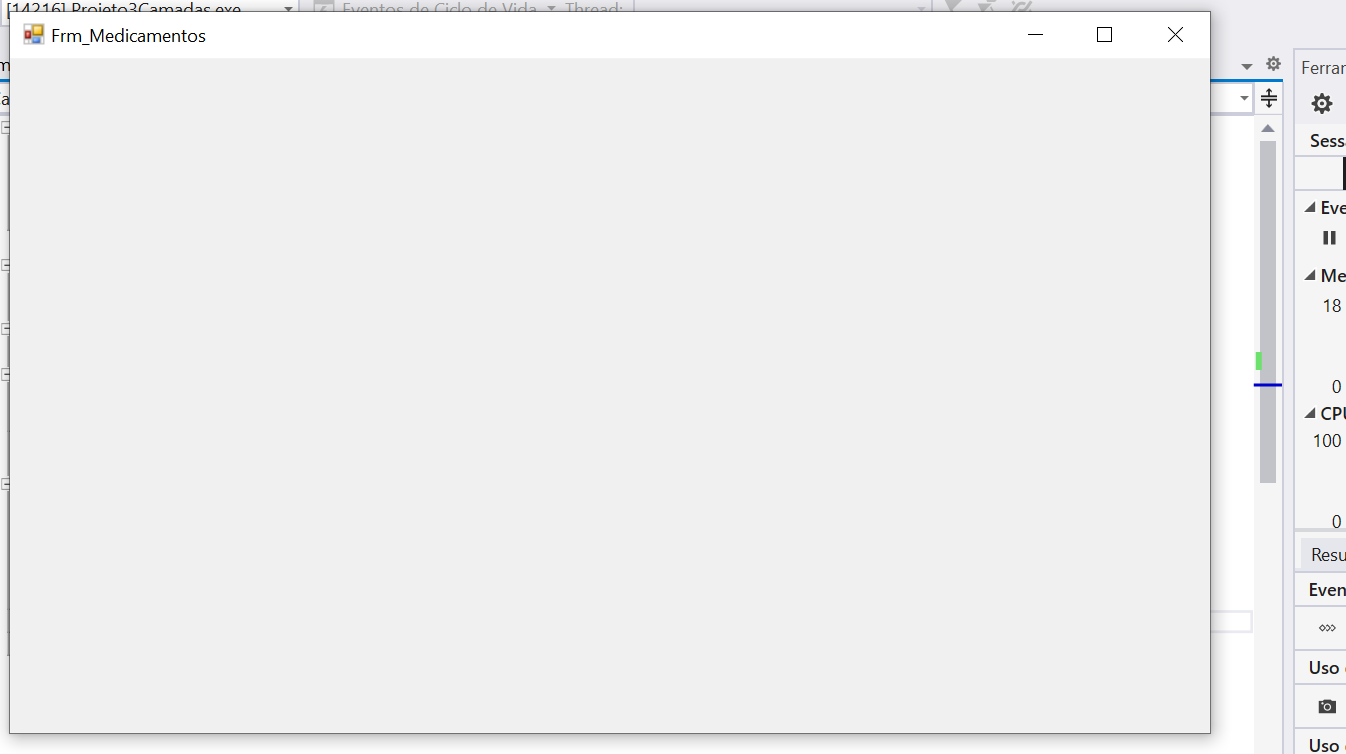 [14216] Projeto3Camadas.exe
Eventos de Ciclo de Vida
Thread:
Frm_Medicamentos
Ferrar
Sess
Eve
Me
18
0
CPU
100
0
Resu
Even
Uso
Uso